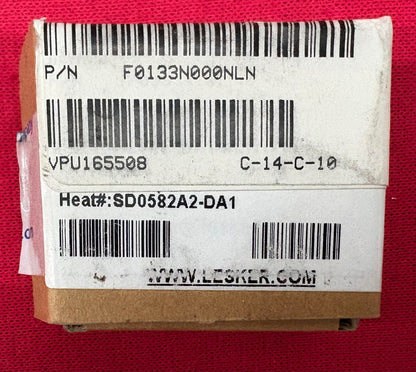 P/N F0133N000NLN
VPU165508 C-14-C-10
Heat#:SD0582A2-DA1
WWW.LESKER.COM